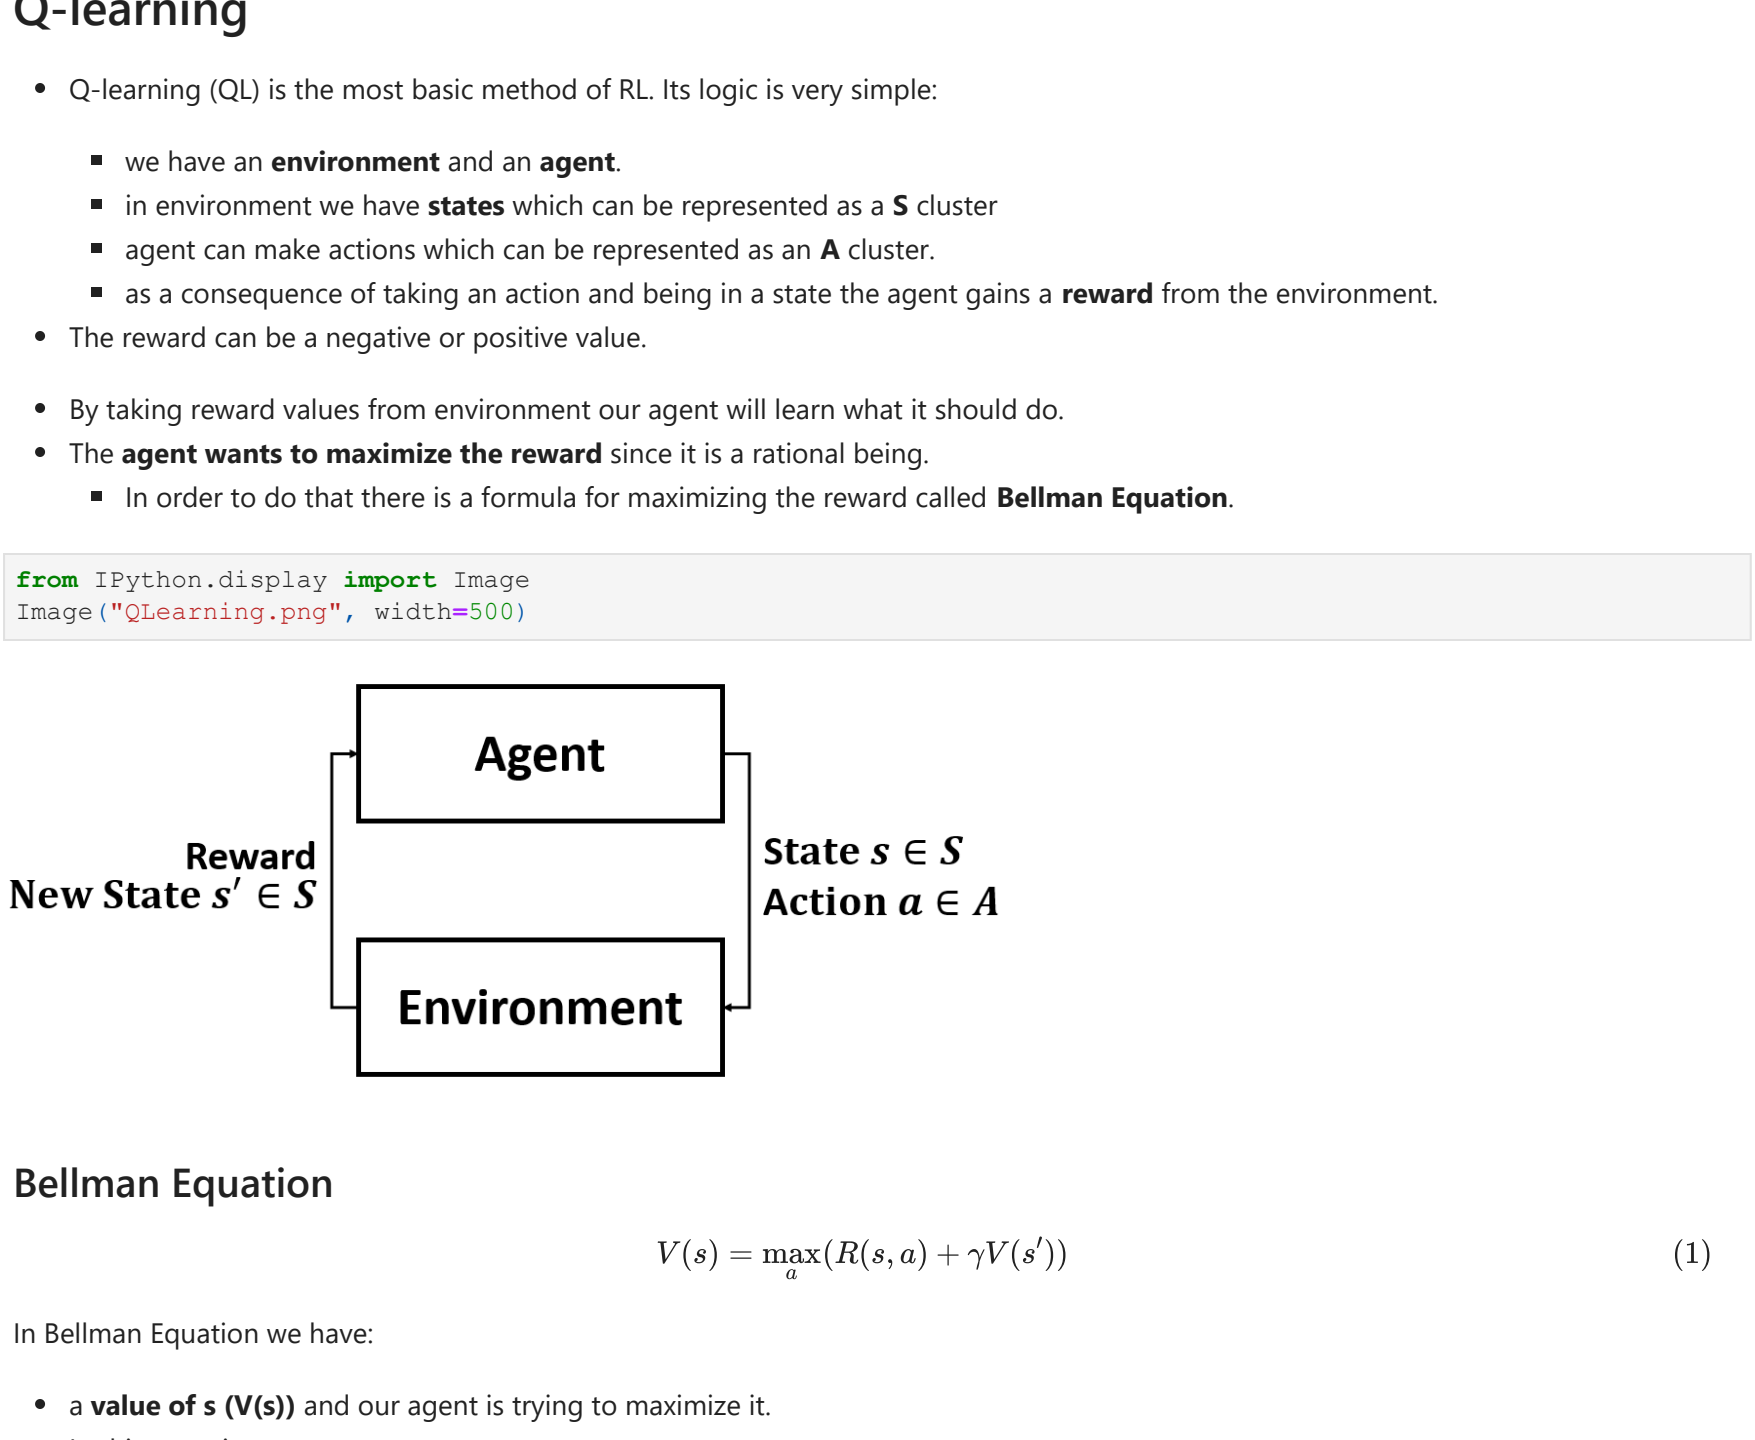 Q-learning
Q-learning (QL) is the most basic method of RL. Its logic is very simple:
we have an environment and an agent.
in environment we have states which can be represented as a S cluster
agent can make actions which can be represented as an A cluster.
as a consequence of taking an action and being in a state the agent gains a reward from the environment.
The reward can be a negative or positive value.
By taking reward values from environment our agent will learn what it should do.
The agent wants to maximize the reward since it is a rational being.
In order to do that there is a formula for maximizing the reward called Bellman Equation.
from IPython.display import Image
Image("QLearning.png", width=500)
Agent
Reward
New State s′ ∈ S
State s ∈ S
Action a ∈ A
Environment
Bellman Equation
V(s) = max(R(s, a) + γV(s′)) (1)
a
In Bellman Equation we have:
a value of s (V(s)) and our agent is trying to maximize it.